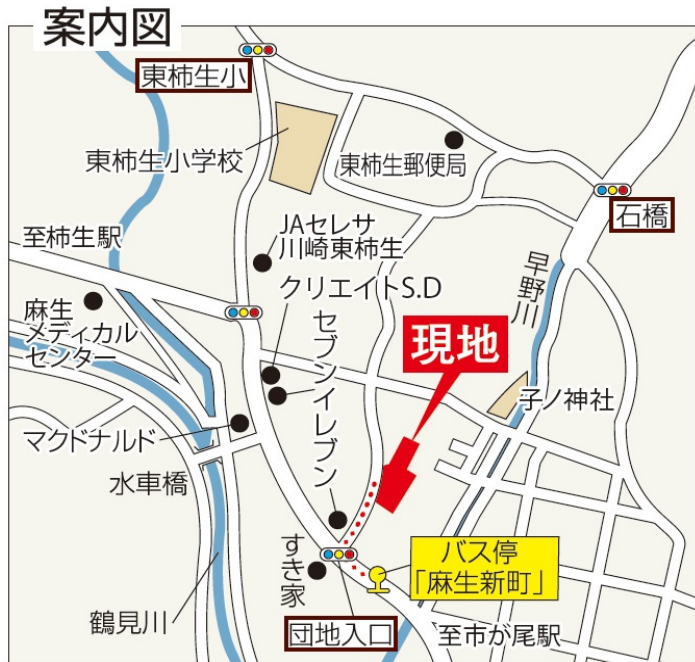 案内図
東柿生小
東柿生小学校
東柿生郵便局
石橋
JAセレサ
川崎東柿生
至柿生駅
早野川
クリエイトS.D
麻生
メディカル
センター
セブンイレブン
現地
子ノ神社
マクドナルド
水車橋
すき家
バス停
「麻生新町」
鶴見川
団地入口
至市が尾駅